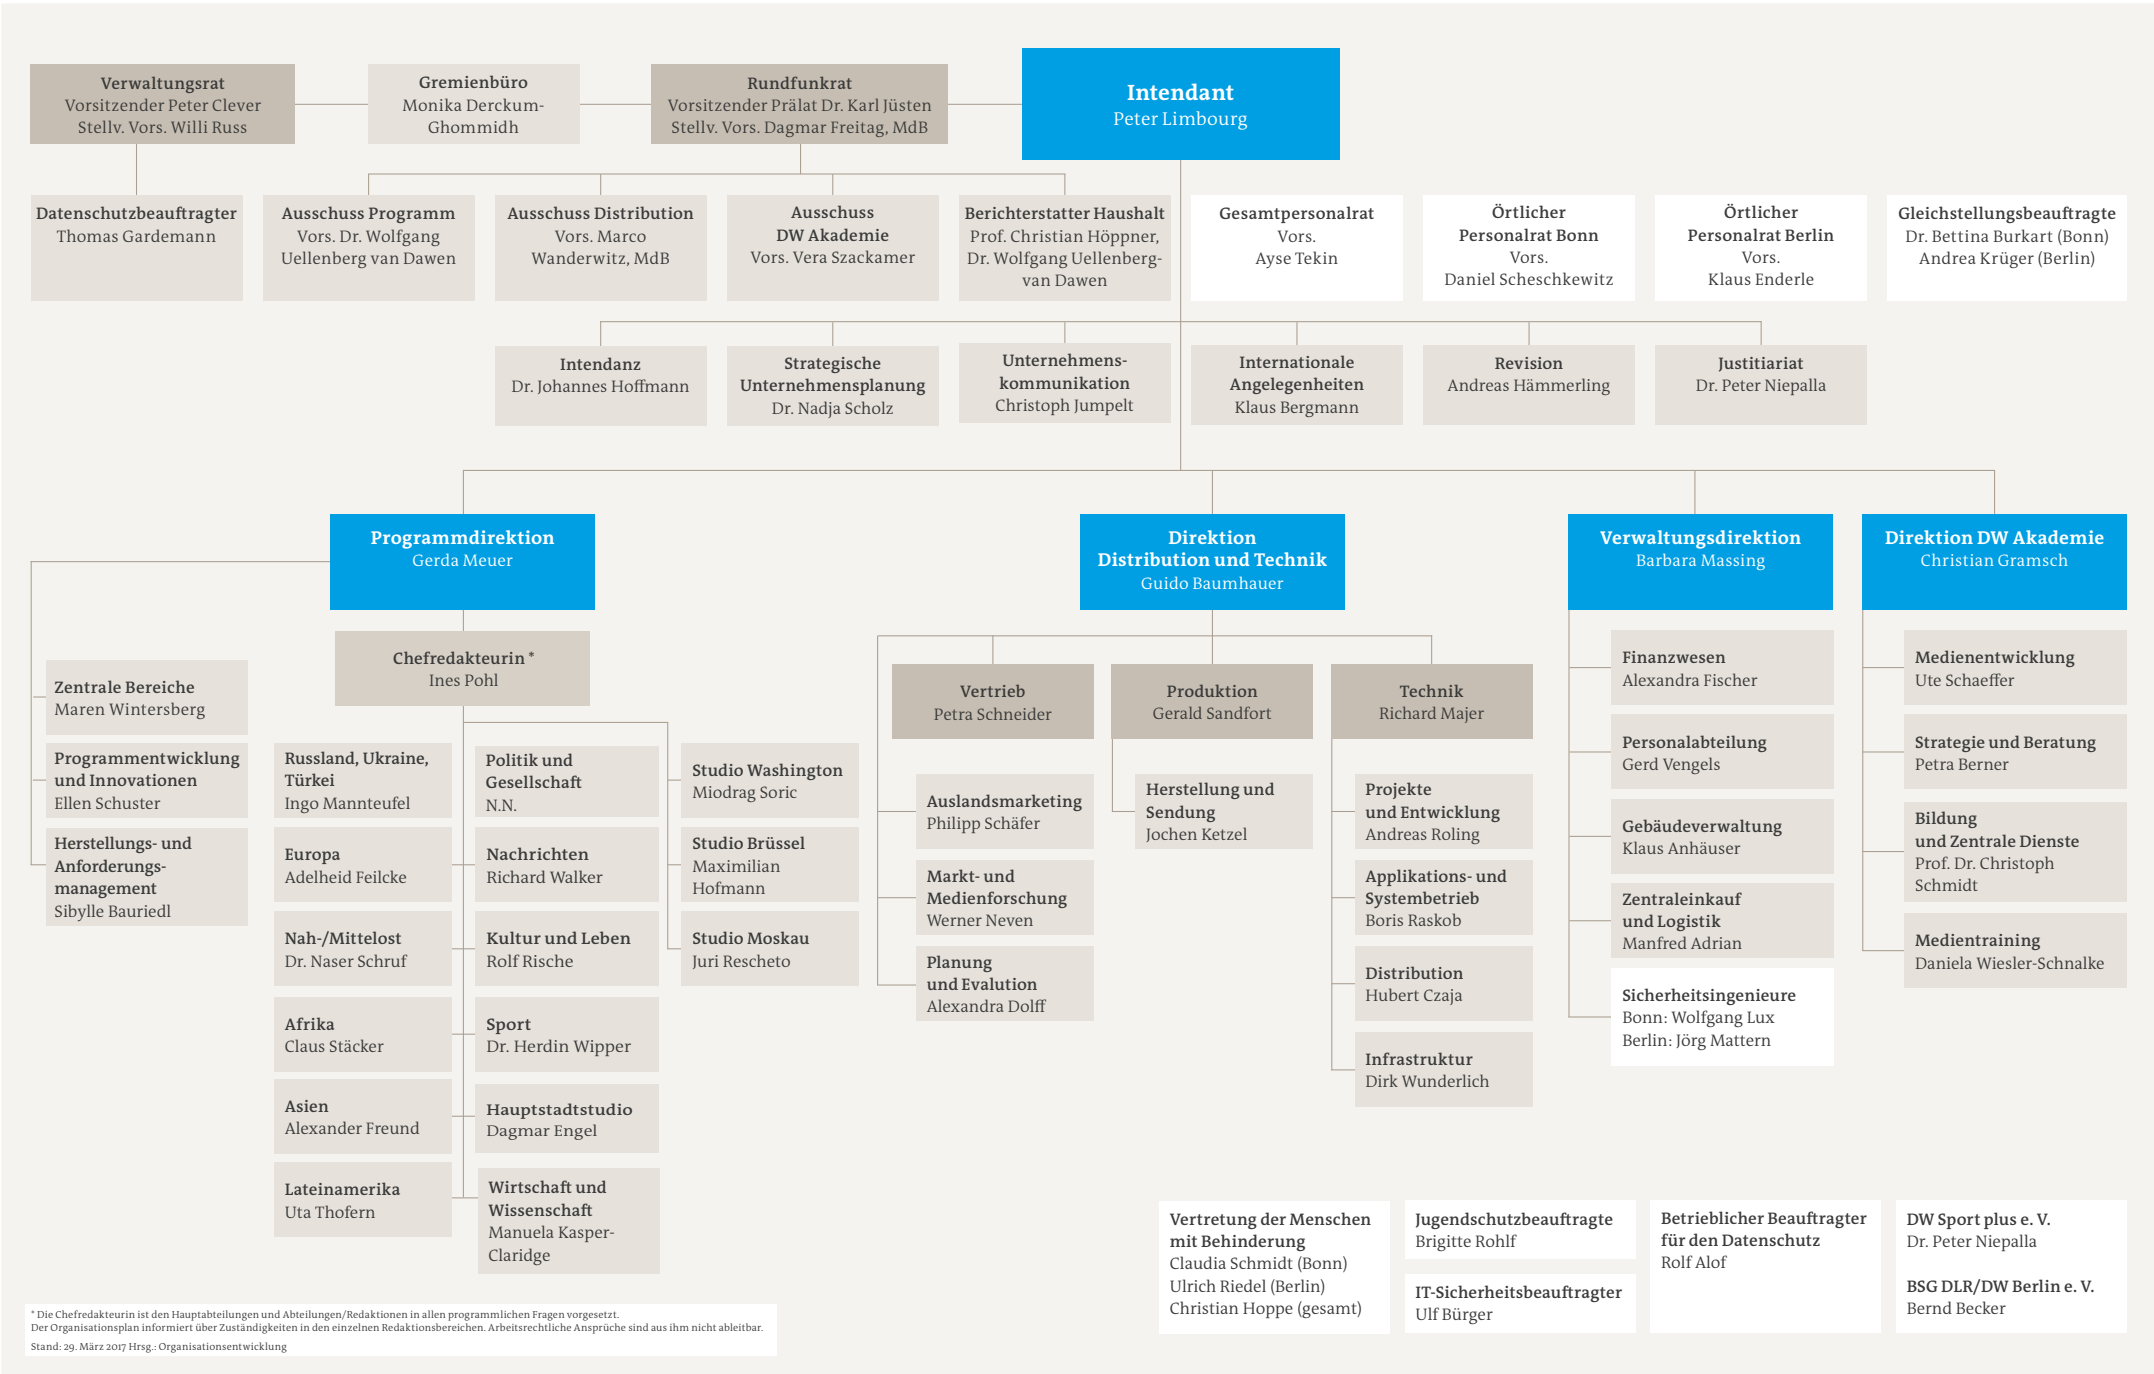 Verwaltungsrat
Vorsitzender Peter Clever
Stellv. Vors. Willi Russ
Gremienbüro
Monika Derckum-
Ghommidh
Rundfunkrat
Vorsitzender Prälat Dr. Karl Jüsten
Stellv. Vors. Dagmar Freitag, MdB
Intendant
Peter Limbourg
Datenschutzbeauftragter
Thomas Gardemann
Ausschuss Programm
Vors. Dr. Wolfgang
Uellenberg van Dawen
Ausschuss Distribution
Vors. Marco
Wanderwitz, MdB
Ausschuss
DW Akademie
Vors. Vera Szackamer
Berichterstatter Haushalt
Prof. Christian Höppner,
Dr. Wolfgang Uellenberg-
van Dawen
Gesamtpersonalrat
Vors.
Ayse Tekin
Örtlicher
Personalrat Bonn
Vors.
Daniel Scheschkewitz
Örtlicher
Personalrat Berlin
Vors.
Klaus Enderle
Gleichstellungsbeauftragte
Dr. Bettina Burkart (Bonn)
Andrea Krüger (Berlin)
Intendanz
Dr. Johannes Hoffmann
Strategische
Unternehmensplanung
Dr. Nadja Scholz
Unternehmens-
kommunikation
Christoph Jumpelt
Internationale
Angelegenheiten
Klaus Bergmann
Revision
Andreas Hämmerling
Justitiariat
Dr. Peter Niepalla
Programmdirektion
Gerda Meuer
Direktion
Distribution und Technik
Guido Baumhauer
Verwaltungsdirektion
Barbara Massing
Direktion DW Akademie
Christian Gramsch
Chefredakteurin *
Ines Pohl
Zentrale Bereiche
Maren Wintersberg
Programmentwicklung
und Innovationen
Ellen Schuster
Herstellungs- und
Anforderungs-
management
Sibylle Bauriedl
Russland, Ukraine,
Türkei
Ingo Mannteufel
Europa
Adelheid Feilcke
Nah-/Mittelost
Dr. Naser Schruf
Afrika
Claus Stäcker
Asien
Alexander Freund
Lateinamerika
Uta Thofern
Politik und
Gesellschaft
N.N.
Nachrichten
Richard Walker
Kultur und Leben
Rolf Rische
Sport
Dr. Herdin Wipper
Hauptstadtstudio
Dagmar Engel
Wirtschaft und
Wissenschaft
Manuela Kasper-
Claridge
Studio Washington
Miodrag Soric
Studio Brüssel
Maximilian
Hofmann
Studio Moskau
Juri Rescheto
Vertrieb
Petra Schneider
Auslandsmarketing
Philipp Schäfer
Markt- und
Medienforschung
Werner Neven
Planung
und Evalution
Alexandra Dolff
Produktion
Gerald Sandfort
Herstellung und
Sendung
Jochen Ketzel
Technik
Richard Majer
Projekte
und Entwicklung
Andreas Roling
Applikations- und
Systembetrieb
Boris Raskob
Distribution
Hubert Czaja
Infrastruktur
Dirk Wunderlich
Finanzwesen
Alexandra Fischer
Personalabteilung
Gerd Vengels
Gebäudeverwaltung
Klaus Anhäuser
Zentraleinkauf
und Logistik
Manfred Adrian
Sicherheitsingenieure
Bonn: Wolfgang Lux
Berlin: Jörg Mattern
Medienentwicklung
Ute Schaeffer
Strategie und Beratung
Petra Berner
Bildung
und Zentrale Dienste
Prof. Dr. Christoph
Schmidt
Medientraining
Daniela Wiesler-Schnalke
Vertretung der Menschen
mit Behinderung
Claudia Schmidt (Bonn)
Ulrich Riedel (Berlin)
Christian Hoppe (gesamt)
Jugendschutzbeauftragte
Brigitte Rohlf
IT-Sicherheitsbeauftragter
Ulf Bürger
Betrieblicher Beauftragter
für den Datenschutz
Rolf Alof
DW Sport plus e. V.
Dr. Peter Niepalla
BSG DLR/DW Berlin e. V.
Bernd Becker
* Die Chefredakteurin ist den Hauptabteilungen und Abteilungen/Redaktionen in allen programmlichen Fragen vorgesetzt.
Der Organisationsplan informiert über Zuständigkeiten in den einzelnen Redaktionsbereichen. Arbeitsrechtliche Ansprüche sind aus ihm nicht ableitbar.
Stand: 29. März 2017 Hrsg.: Organisationsentwicklung